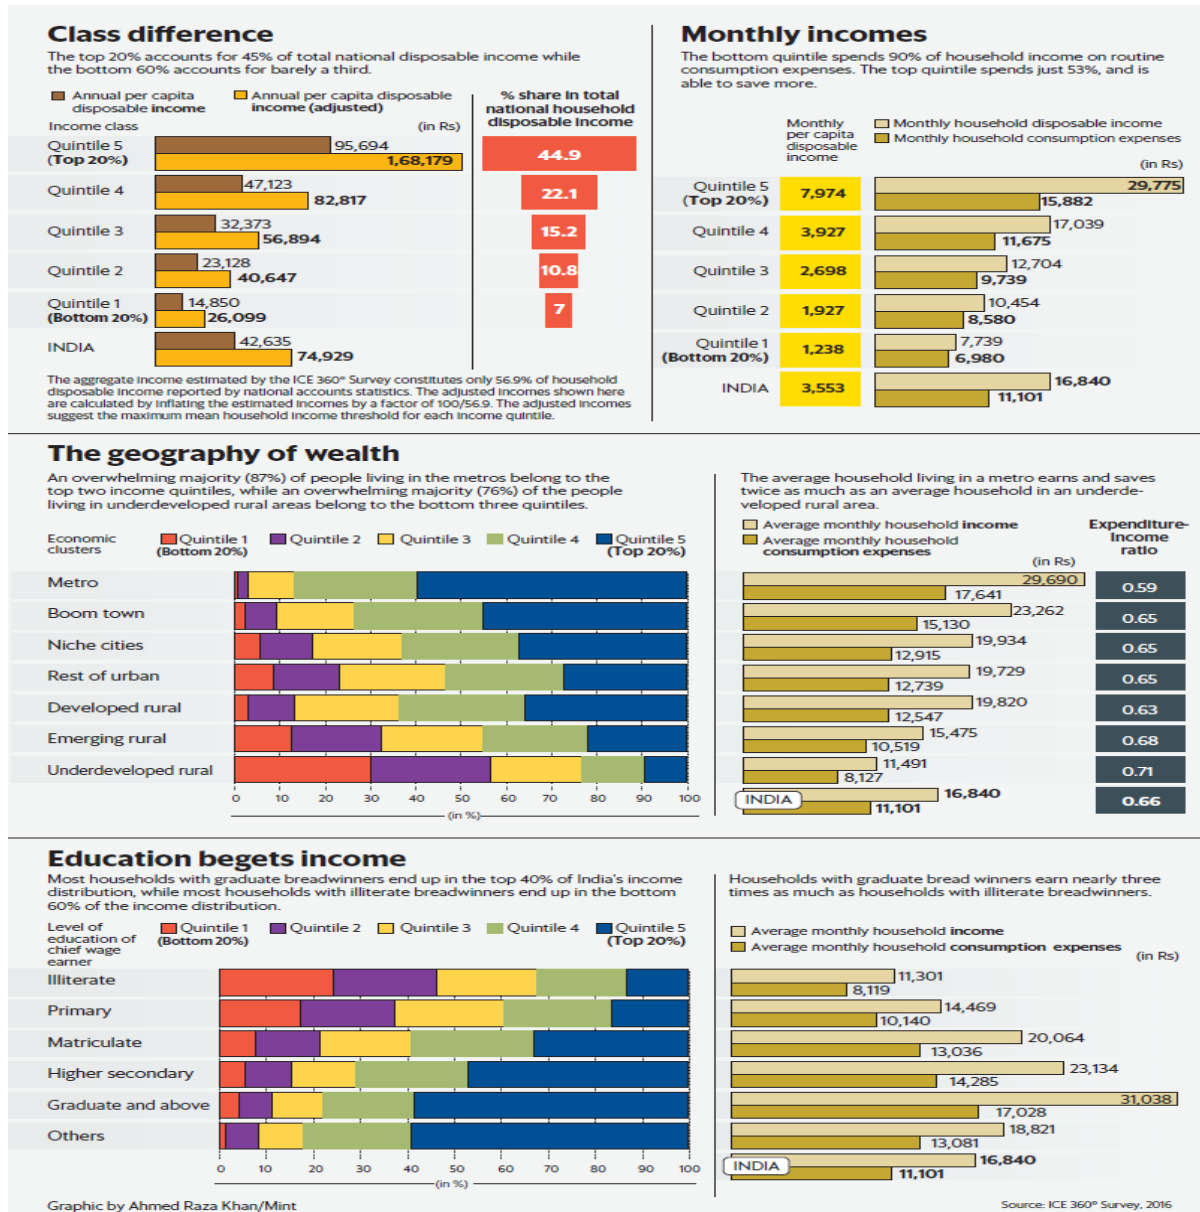 Class difference
The top 20% accounts for 45% of total national disposable income while
the bottom 60% accounts for barely a third.
Annual per capita
disposable income
Annual per capita disposable
income (adjusted)
% share in total
national household
disposable income
Income class
(in Rs)
Quintile 5
(Top 20%)
95,694
1,68,179
44.9
Quintile 4
47,123
82,817
22.1
Quintile 3
32,373
56,894
15.2
Quintile 2
23,128
40,647
10.8
Quintile 1
(Bottom 20%)
14,850
26,099
7
INDIA
42,635
74,929
The aggregate income estimated by the ICE 360° Survey constitutes only 56.9% of household
disposable income reported by national accounts statistics. The adjusted incomes shown here
are calculated by inflating the estimated incomes by a factor of 100/56.9. The adjusted incomes
suggest the maximum mean household income threshold for each income quintile.
Monthly incomes
The bottom quintile spends 90% of household income on routine
consumption expenses. The top quintile spends just 53%, and is
able to save more.
Monthly
per capita
disposable
income
Monthly household disposable income
Monthly household consumption expenses
(in Rs)
Quintile 5
(Top 20%)
7,974
29,775
15,882
Quintile 4
3,927
17,039
11,675
Quintile 3
2,698
12,704
9,739
Quintile 2
1,927
10,454
8,580
Quintile 1
(Bottom 20%)
1,238
7,739
6,980
INDIA
3,553
16,840
11,101
The geography of wealth
An overwhelming majority (87%) of people living in the metros belong to the
top two income quintiles, while an overwhelming majority (76%) of the people
living in underdeveloped rural areas belong to the bottom three quintiles.
Economic
clusters
Quintile 1
(Bottom 20%)
Quintile 2
Quintile 3
Quintile 4
Quintile 5
(Top 20%)
Metro
Boom town
Niche cities
Rest of urban
Developed rural
Emerging rural
Underdeveloped rural
0 10 20 30 40 50 60 70 80 90 100
(in %)
The average household living in a metro earns and saves
twice as much as an average household in an underde-
veloped rural area.
Average monthly household income
Average monthly household
consumption expenses
(in Rs)
Expenditure-
Income
ratio
29,690
17,641
0.59
23,262
15,130
0.65
19,934
12,915
0.65
19,729
12,739
0.65
19,820
12,547
0.63
15,475
10,519
0.68
11,491
8,127
0.71
INDIA
16,840
11,101
0.66
Education begets income
Most households with graduate breadwinners end up in the top 40% of India's income
distribution, while most households with illiterate breadwinners end up in the bottom
60% of the income distribution.
Level of
education of
chief wage
earner
Quintile 1
(Bottom 20%)
Quintile 2
Quintile 3
Quintile 4
Quintile 5
(Top 20%)
Illiterate
Primary
Matriculate
Higher secondary
Graduate and above
Others
0 10 20 30 40 50 60 70 80 90 100
(in %)
Households with graduate bread winners earn nearly three
times as much as households with illiterate breadwinners.
Average monthly household income
Average monthly household consumption expenses
(in Rs)
11,301
8,119
14,469
10,140
20,064
13,036
23,134
14,285
31,038
17,028
18,821
13,081
INDIA
16,840
11,101
Graphic by Ahmed Raza Khan/Mint
Source: ICE 360° Survey, 2016